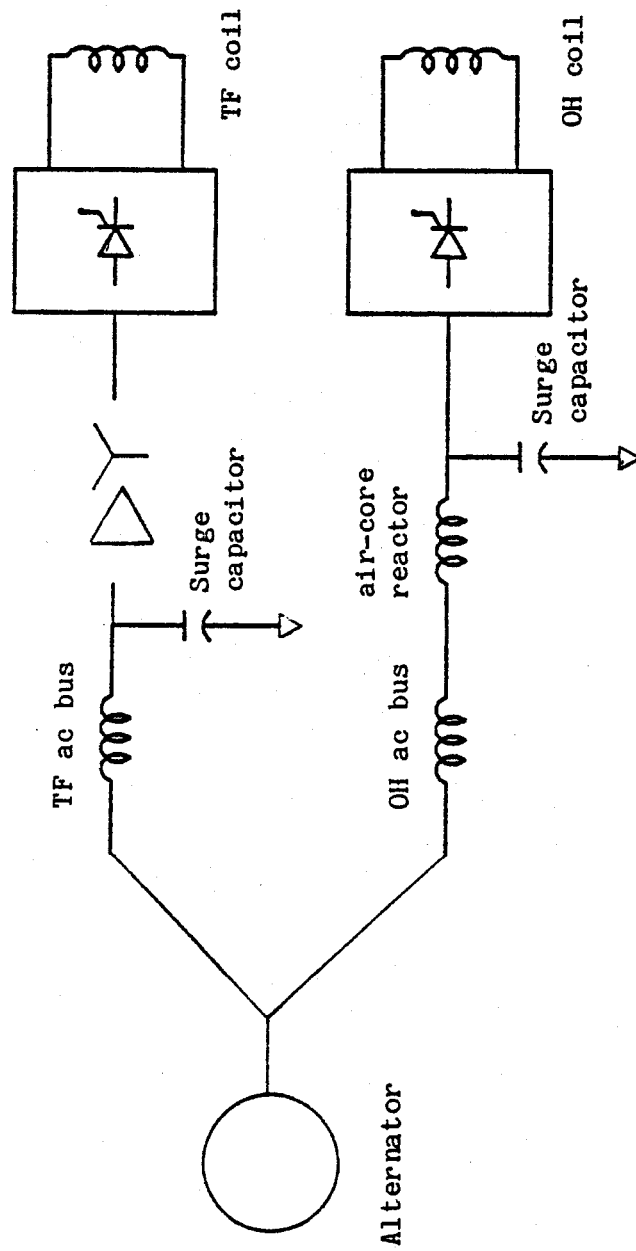 TF ac bus
Surge
capacitor
TF coil
Alternator
OH ac bus
air-core
reactor
Surge
capacitor
OH coil